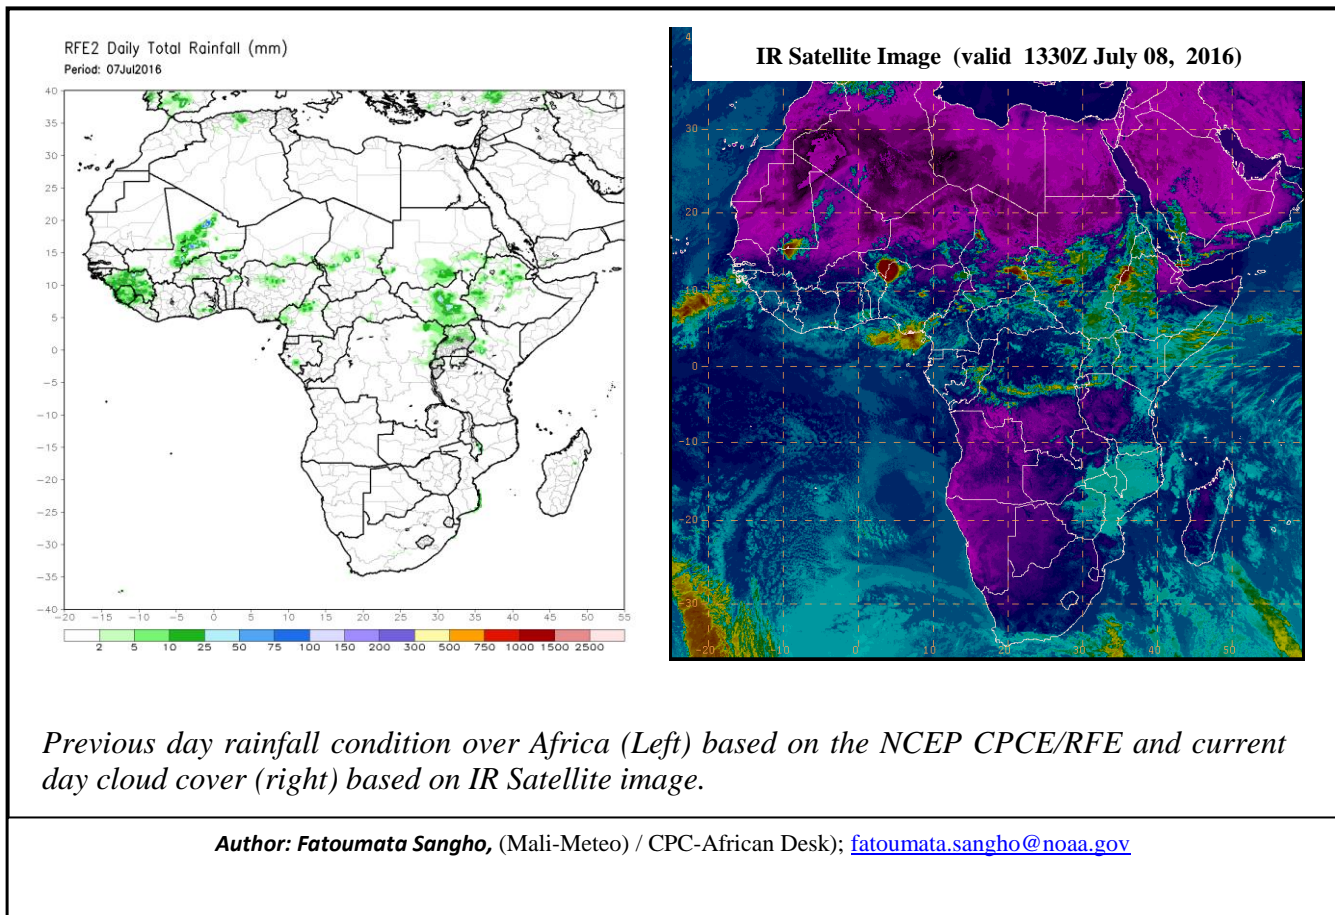 RFE2 Daily Total Rainfall (mm)
Period: 07Jul2016
40
35
30
25
20
15
10
5
0
−5
−10
−15
−20
−25
−30
−35
−40
−20 −15 −10 −5 0 5 10 15 20 25 30 35 40 45 50 55
2 5 10 25 50 75 100 150 200 300 500 750 1000 1500 2500
IR Satellite Image (valid 1330Z July 08, 2016)
4
30
20
10
0
-10
-20
-30
-20 -10 0 10 20 30 40 50
Previous day rainfall condition over Africa (Left) based on the NCEP CPCE/RFE and current
day cloud cover (right) based on IR Satellite image.
Author: Fatoumata Sangho, (Mali-Meteo) / CPC-African Desk); fatoumata.sangho@noaa.gov